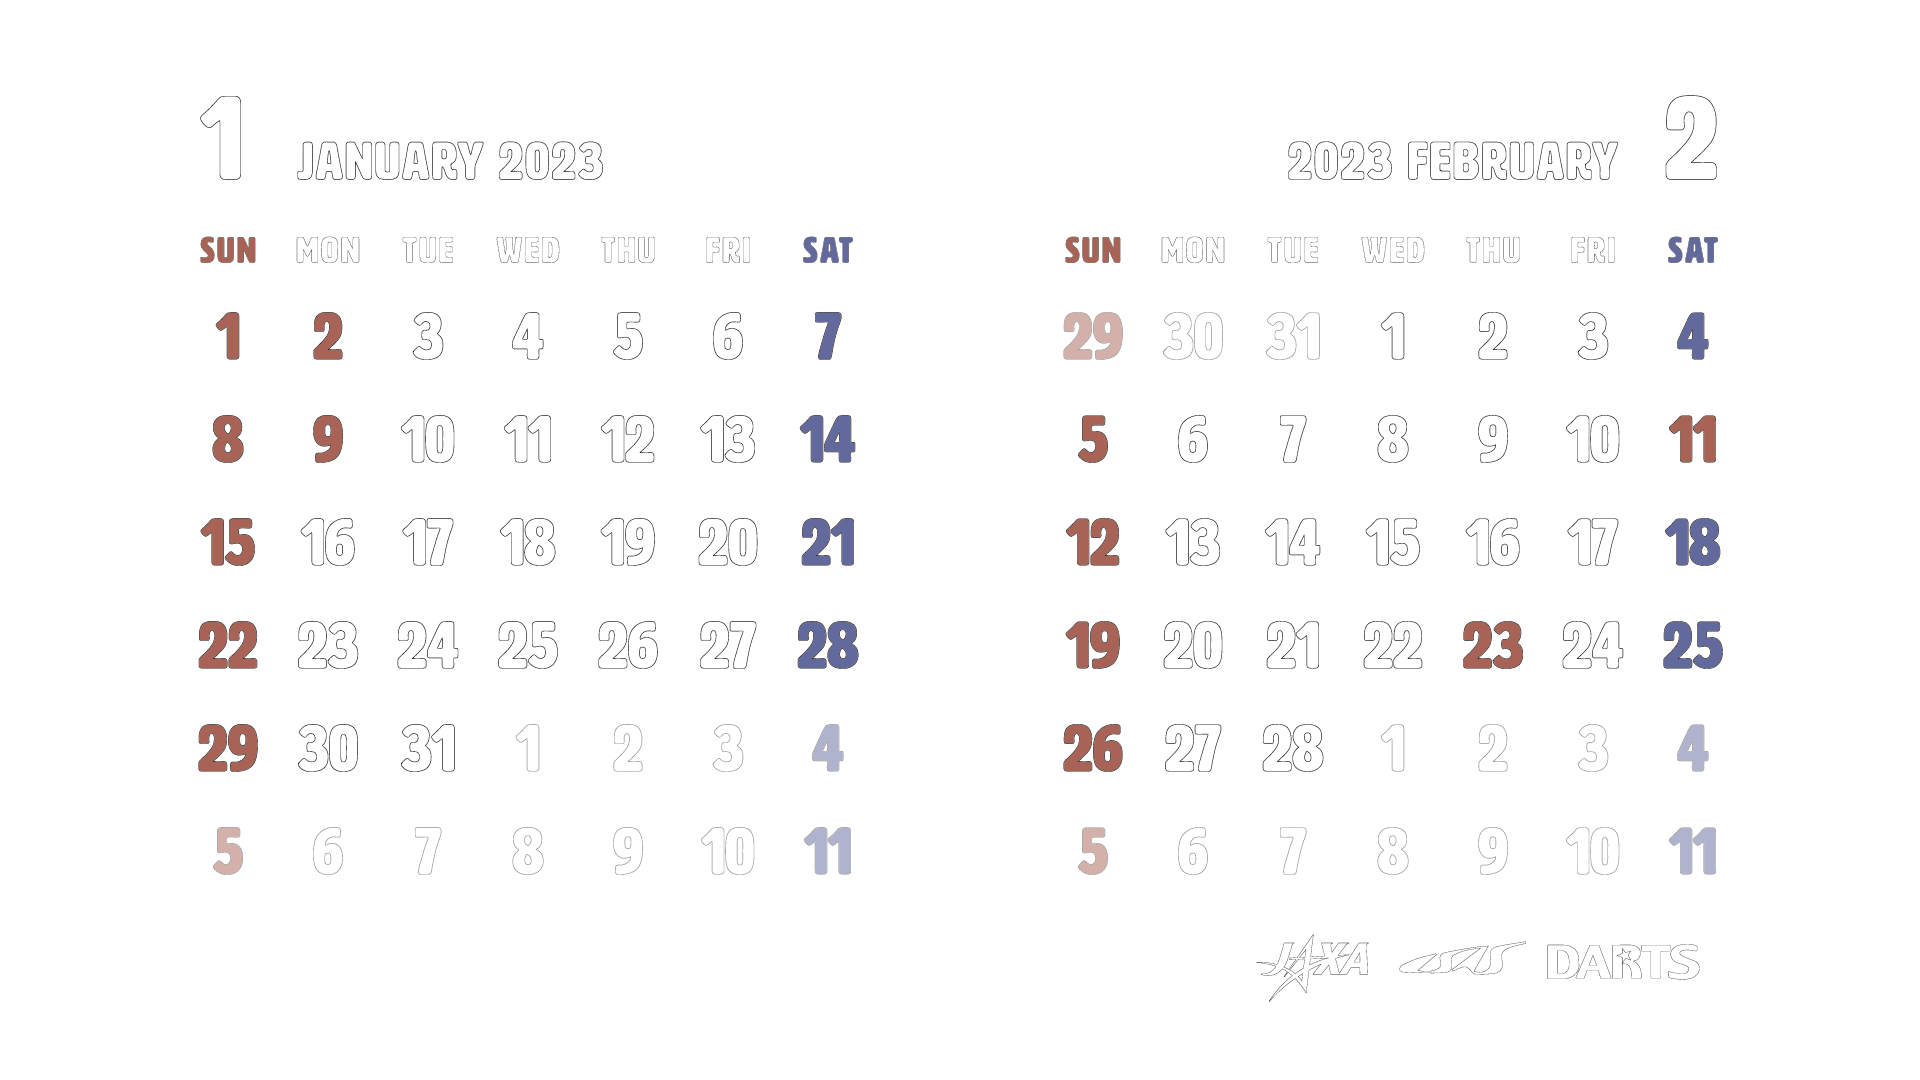 1 JANUARY 2023
SUN MON TUE WED THU FRI SAT
1 2 3 4 5 6 7
8 9 10 11 12 13 14
15 16 17 18 19 20 21
22 23 24 25 26 27 28
29 30 31 1 2 3 4
5 6 7 8 9 10 11
2023 FEBRUARY 2
SUN MON TUE WED THU FRI SAT
29 30 31 1 2 3 4
5 6 7 8 9 10 11
12 13 14 15 16 17 18
19 20 21 22 23 24 25
26 27 28 1 2 3 4
5 6 7 8 9 10 11
JAXA ISAS DARTS